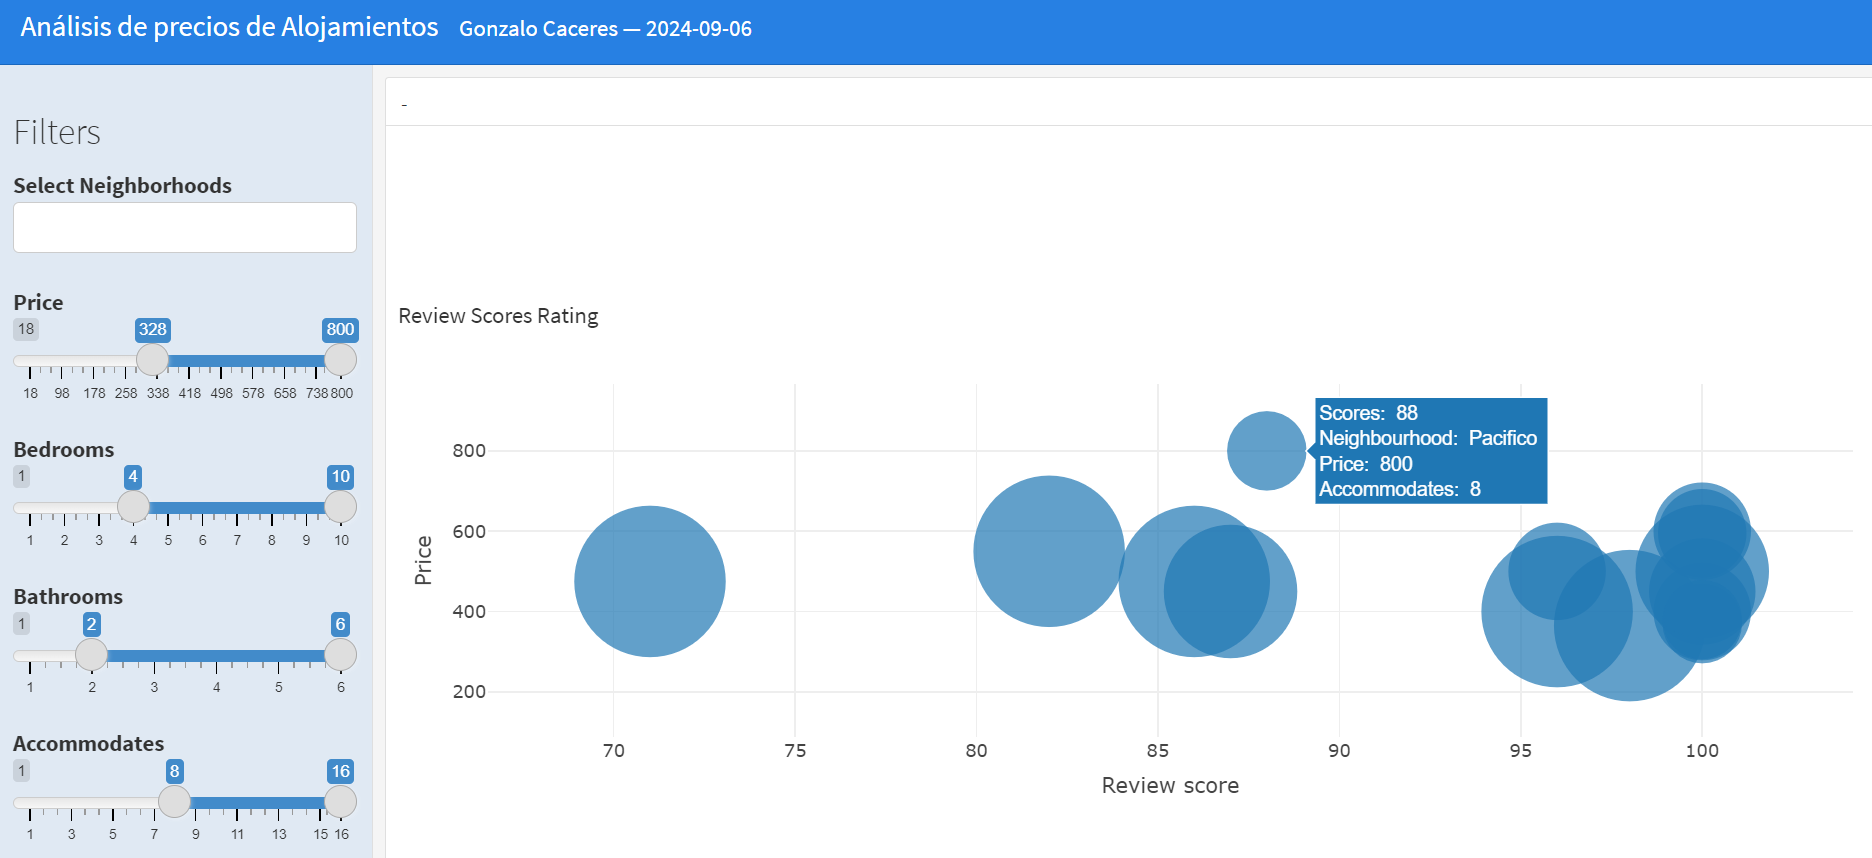 Análisis de precios de Alojamientos Gonzalo Caceres — 2024-09-06
Filters
Select Neighborhoods
Price
18 328 800
18 98 178 258 338 418 498 578 658 738 800
Bedrooms
1 4 10
1 2 3 4 5 6 7 8 9 10
Bathrooms
1 2 6
1 2 3 4 5 6
Accommodates
1 8 16
1 3 5 7 9 11 13 15 16
-
Review Scores Rating
Scores: 88
Neighbourhood: Pacifico
Price: 800
Accommodates: 8
Price
800
600
400
200
70 75 80 85 90 95 100
Review score